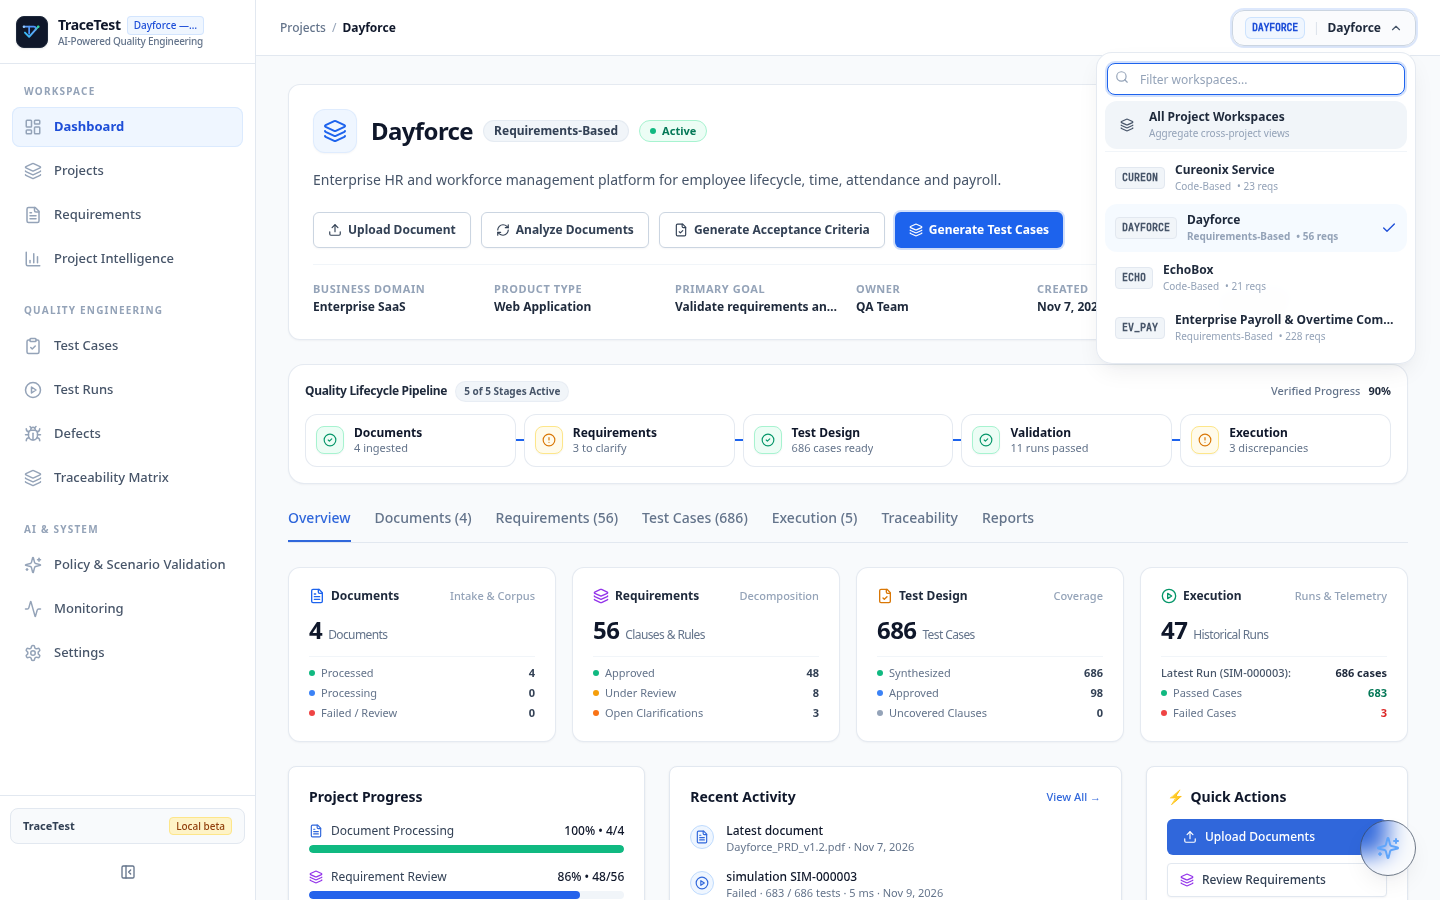 TraceTest
Dayforce —...
AI-Powered Quality Engineering
WORKSPACE
Dashboard
Projects
Requirements
Project Intelligence
QUALITY ENGINEERING
Test Cases
Test Runs
Defects
Traceability Matrix
AI & SYSTEM
Policy & Scenario Validation
Monitoring
Settings
TraceTest
Local beta
Projects / Dayforce
DAYFORCE Dayforce
Filter workspaces...
All Project Workspaces
Aggregate cross-project views
CUREON
Cureonix Service
Code-Based • 23 reqs
DAYFORCE
Dayforce
Requirements-Based • 56 reqs
ECHO
EchoBox
Code-Based • 21 reqs
EV_PAY
Enterprise Payroll & Overtime Com...
Requirements-Based • 228 reqs
Dayforce
Requirements-Based
Active
Enterprise HR and workforce management platform for employee lifecycle, time, attendance and payroll.
Upload Document
Analyze Documents
Generate Acceptance Criteria
Generate Test Cases
BUSINESS DOMAIN
Enterprise SaaS
PRODUCT TYPE
Web Application
PRIMARY GOAL
Validate requirements an...
OWNER
QA Team
CREATED
Nov 7, 202
Quality Lifecycle Pipeline
5 of 5 Stages Active
Verified Progress 90%
Documents
4 ingested
Requirements
3 to clarify
Test Design
686 cases ready
Validation
11 runs passed
Execution
3 discrepancies
Overview
Documents (4)
Requirements (56)
Test Cases (686)
Execution (5)
Traceability
Reports
Documents
Intake & Corpus
4 Documents
Processed 4
Processing 0
Failed / Review 0
Requirements
Decomposition
56 Clauses & Rules
Approved 48
Under Review 8
Open Clarifications 3
Test Design
Coverage
686 Test Cases
Synthesized 686
Approved 98
Uncovered Clauses 0
Execution
Runs & Telemetry
47 Historical Runs
Latest Run (SIM-000003): 686 cases
Passed Cases 683
Failed Cases 3
Project Progress
Document Processing 100% • 4/4
Requirement Review 86% • 48/56
Recent Activity
View All →
Latest document
Dayforce_PRD_v1.2.pdf · Nov 7, 2026
simulation SIM-000003
Failed · 683 / 686 tests · 5 ms · Nov 9, 2026
⚡ Quick Actions
Upload Documents
Review Requirements